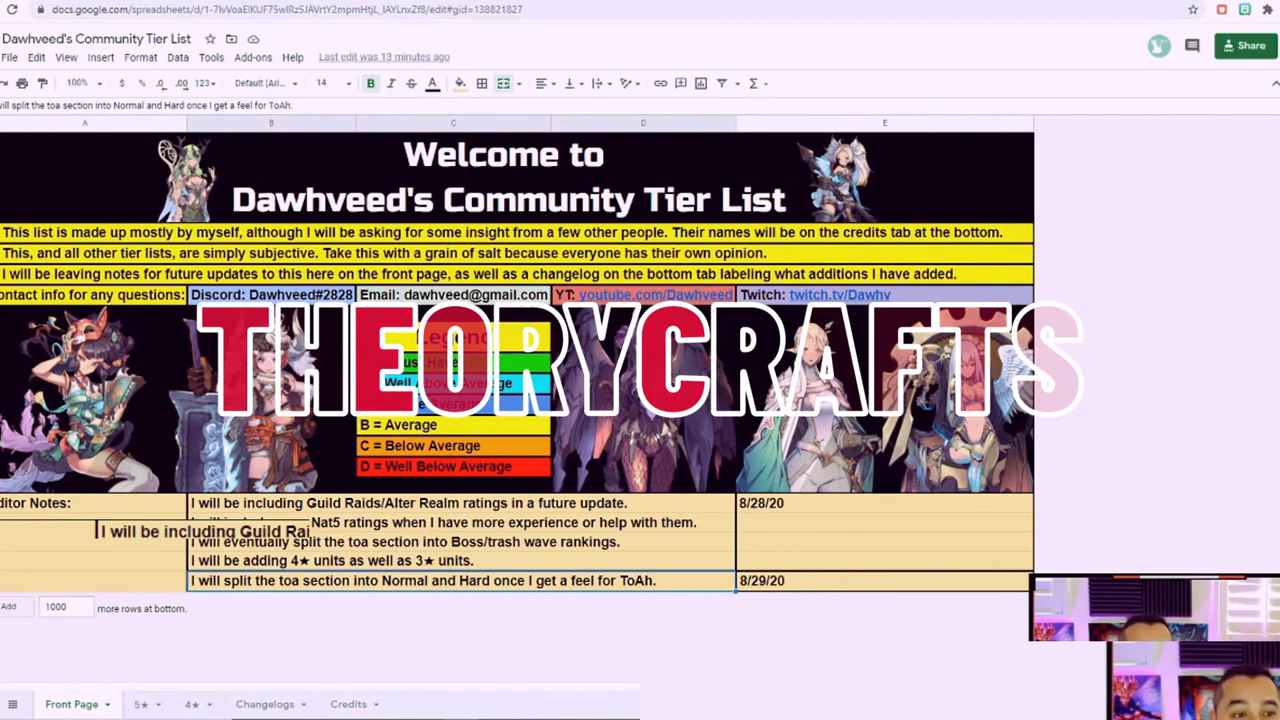 docs.google.com/spreadsheets/d/1-7IvVoaElKUF7SwlRz5JAVrtY2mpmHtjL_IAYLnxZf8/edit#gid=138821827
Dawhveed's Community Tier List
File Edit View Insert Format Data Tools Add-ons Help Last edit was 13 minutes ago
Share
100% $ % .0 .00 123 Default (Ari... 14 B I S A
will split the toa section into Normal and Hard once I get a feel for ToAh.
A B C D E
Welcome to
Dawhveed's Community Tier List
This list is made up mostly by myself, although I will be asking for some insight from a few other people. Their names will be on the credits tab at the bottom.
This, and all other tier lists, are simply subjective. Take this with a grain of salt because everyone has their own opinion.
I will be leaving notes for future updates to this here on the front page, as well as a changelog on the bottom tab labeling what additions I have added.
ontact info for any questions: Discord: Dawhveed#2828 Email: dawhveed@gmail.com YT: youtube.com/Dawhveed Twitch: twitch.tv/Dawhv
Legend
THEORYCRAFTS
Well Above Average
B = Average
C = Below Average
D = Well Below Average
ditor Notes: I will be including Guild Raids/Alter Realm ratings in a future update. 8/28/20
Nat5 ratings when I have more experience or help with them.
I will be including Guild Rai
I will eventually split the toa section into Boss/trash wave rankings.
I will be adding 4★ units as well as 3★ units.
I will split the toa section into Normal and Hard once I get a feel for ToAh. 8/29/20
Add 1000 more rows at bottom.
Front Page 5★ 4★ Changelogs Credits